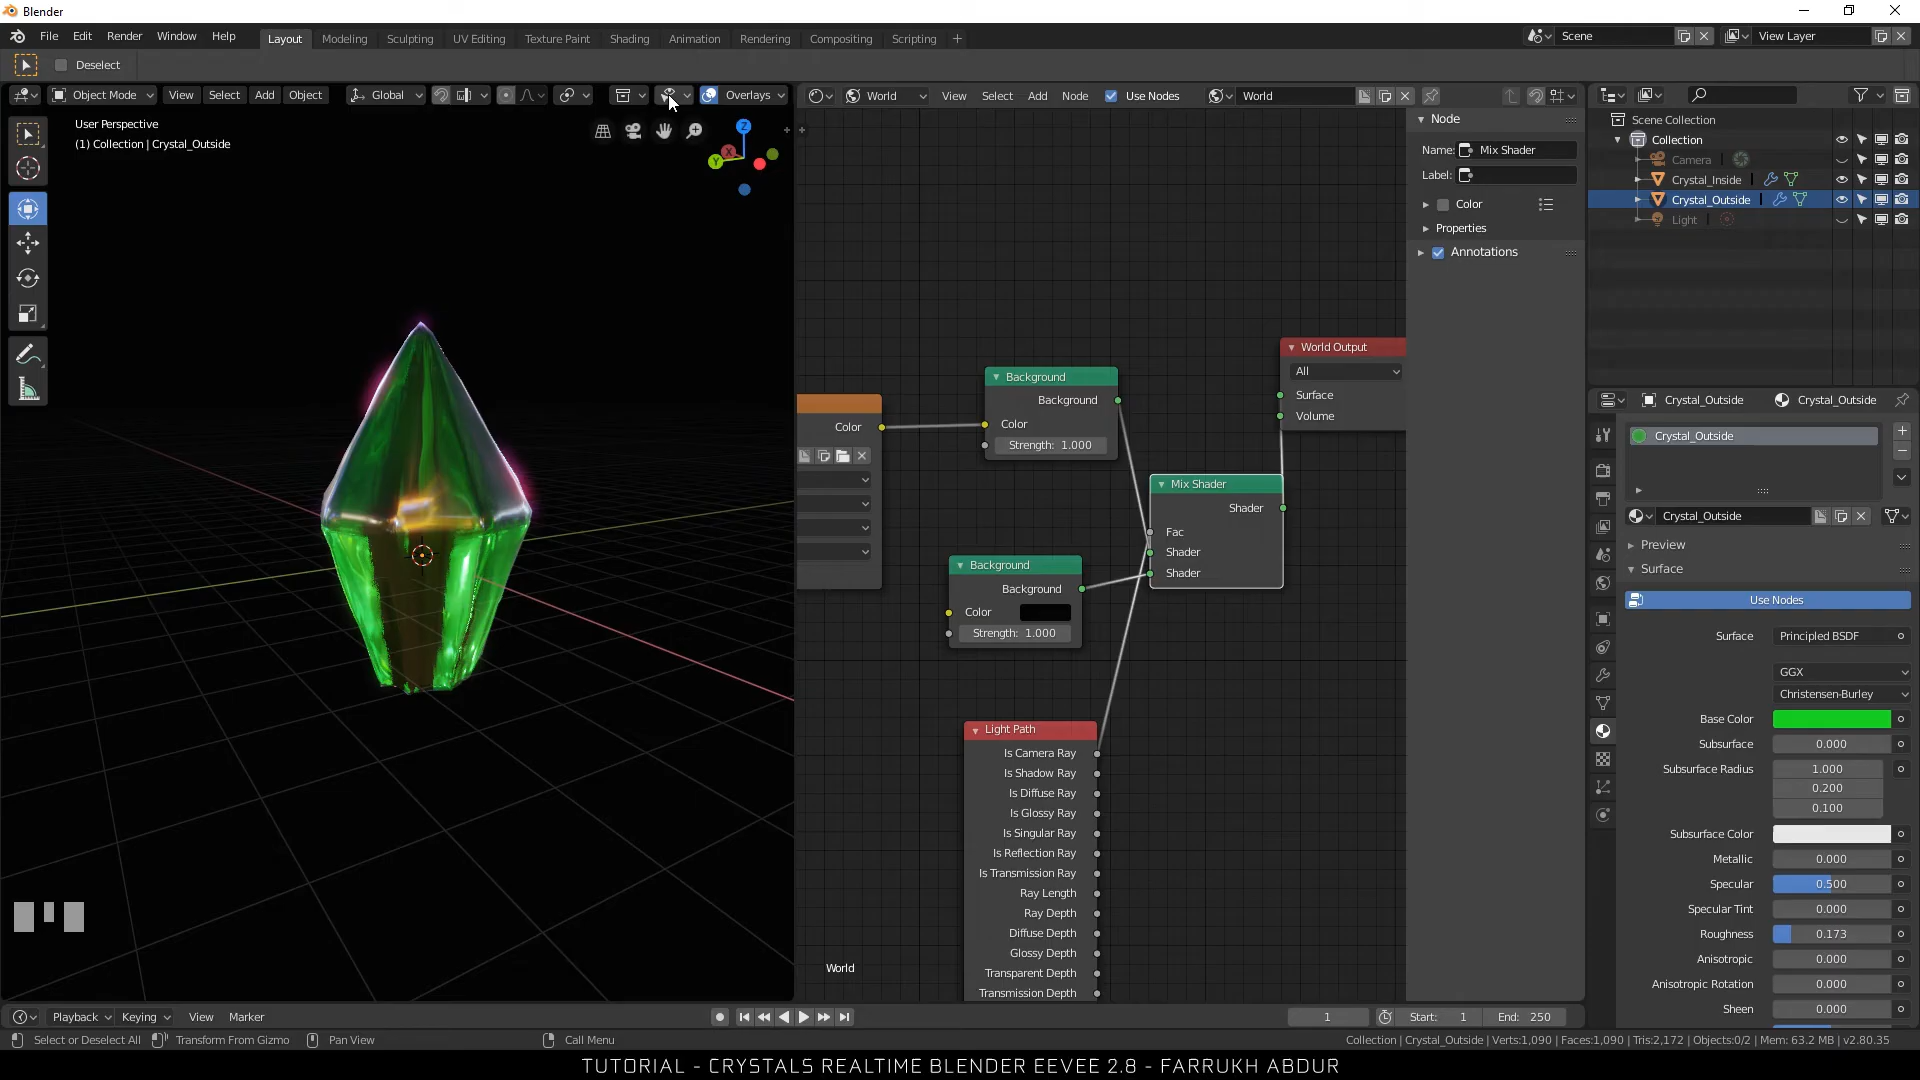 Blender
File Edit Render Window Help
Layout Modeling Sculpting UV Editing Texture Paint Shading Animation Rendering Compositing Scripting
Scene
View Layer
Deselect
Object Mode View Select Add Object Global Overlays
World View Select Add Node Use Nodes World
User Perspective
(1) Collection | Crystal_Outside
Z
X
Y
Node
Name: Mix Shader
Label:
Color
Properties
Annotations
Scene Collection
Collection
Camera
Crystal_Inside
Crystal_Outside
Light
World Output
All
Surface
Volume
Background
Background
Color
Strength: 1.000
Color
Mix Shader
Shader
Fac
Shader
Shader
Background
Background
Color
Strength: 1.000
Light Path
Is Camera Ray
Is Shadow Ray
Is Diffuse Ray
Is Glossy Ray
Is Singular Ray
Is Reflection Ray
Is Transmission Ray
Ray Length
Ray Depth
Diffuse Depth
Glossy Depth
Transparent Depth
Transmission Depth
World
Crystal_Outside Crystal_Outside
Crystal_Outside
Crystal_Outside
Preview
Surface
Use Nodes
Surface Principled BSDF
GGX
Christensen-Burley
Base Color
Subsurface 0.000
Subsurface Radius 1.000
0.200
0.100
Subsurface Color
Metallic 0.000
Specular 0.500
Specular Tint 0.000
Roughness 0.173
Anisotropic 0.000
Anisotropic Rotation 0.000
Sheen 0.000
Playback Keying View Marker
1 Start: 1 End: 250
Select or Deselect All Transform From Gizmo Pan View Call Menu
Collection | Crystal_Outside | Verts:1,090 | Faces:1,090 | Tris:2,172 | Objects:0/2 | Mem: 63.2 MB | v2.80.35
TUTORIAL - CRYSTALS REALTIME BLENDER EEVEE 2.8 - FARRUKH ABDUR